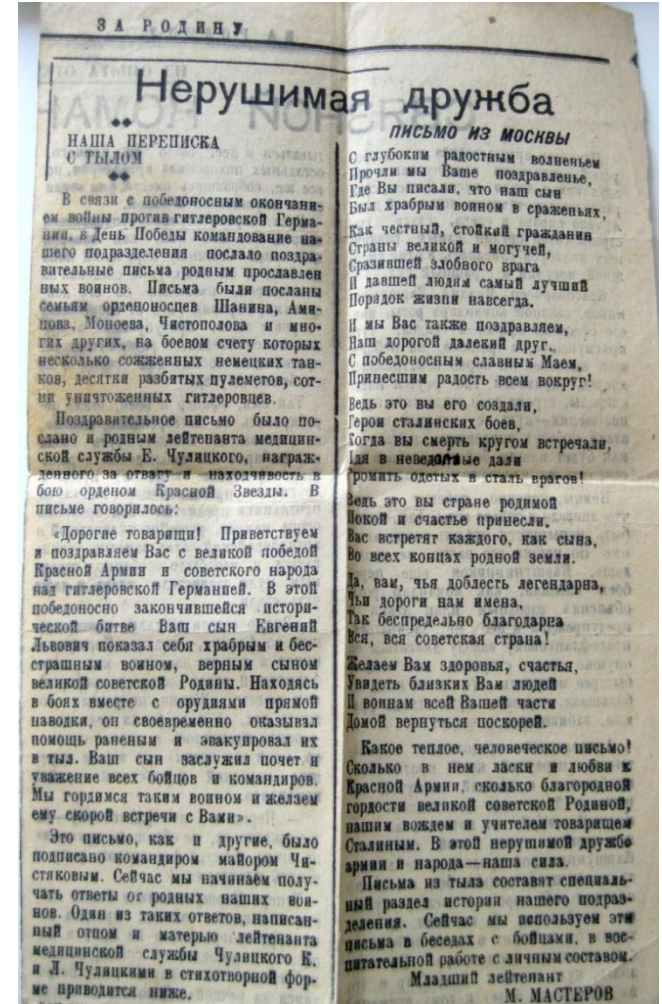 ЗА РОДИНУ
Нерушимая дружба
НАША ПЕРЕПИСКА
С ТЫЛОМ
В связи с победоносным окончани-
ем войны против гитлеровской Герма-
нии, в День Победы командование на-
шего подразделения послало поздра-
вительные письма родным прославлен
ных воинов. Письма были посланы
семьям орденоносцев Шанина, Ами-
нова, Моноева, Чистополова и мно-
гих других, на боевом счету которых
несколько сожженных немецких тан-
ков, десятки разбитых пулеметов, сот-
ни уничтоженных гитлеровцев.
Поздравительное письмо было по-
слано и родным лейтенанта медицин-
ской службы Е. Чулицкого, награж-
денного за отвагу и находчивость в
бою орденом Красной Звезды. В
письме говорилось:
«Дорогие товарищи! Приветствуем
и поздравляем Вас с великой победой
Красной Армии и советского народа
над гитлеровской Германией. В этой
победоносно закончившейся истори-
ческой битве Ваш сын Евгений
Львович показал себя храбрым и бес-
страшным воином, верным сыном
великой советской Родины. Находясь
в боях вместе с орудиями прямой
наводки, он своевременно оказывал
помощь раненым и эвакуировал их
в тыл. Ваш сын заслужил почет и
уважение всех бойцов и командиров.
Мы гордимся таким воином и желаем
ему скорой встречи с Вами».
Это письмо, как и другие, было
подписано командиром майором Чи-
стяковым. Сейчас мы начинаем полу-
чать ответы от родных наших вои-
нов. Один из таких ответов, написан-
ный отцом и матерью лейтенанта
медицинской службы Чулицкого К.
и Л. Чулицкими в стихотворной фор-
ме приводится ниже.
ПИСЬМО ИЗ МОСКВЫ
С глубоким радостным волненьем
Прочли мы Ваше поздравленье,
Где Вы писали, что наш сын
Был храбрым воином в сраженьях,
Как честный, стойкий гражданин
Страны великой и могучей,
Сразившей злобного врага
И давшей людям самый лучший
Порядок жизни навсегда.
И мы Вас также поздравляем,
Наш дорогой далекий друг,
С победоносным славным Маем,
Принесшим радость всем вокруг!
Ведь это вы его создали,
Герои сталинских боев,
Когда вы смерть кругом встречали,
Идя в неведомые дали
Громить одетых в сталь врагов!
Ведь это вы стране родимой
Покой и счастье принесли.
Вас встретят каждого, как сына,
Во всех концах родной земли.
Да, вам, чья доблесть легендарна,
Чьи дороги нам имена,
Так беспредельно благодарна
Вся, вся советская страна!
Желаем Вам здоровья, счастья,
Увидеть близких Вам людей
И воинам всей Вашей части
Домой вернуться поскорей.
Какое теплое, человеческое письмо!
Сколько в нем ласки и любви к
Красной Армии, сколько благородной
гордости великой советской Родиной,
нашим вождем и учителем товарищем
Сталиным. В этой нерушимой дружбе
армии и народа—наша сила.
Письма из тыла составят специаль-
ный раздел истории нашего подраз-
деления. Сейчас мы используем эти
письма в беседах с бойцами, в вос-
питательной работе с личным составом.
Младший лейтенант
М. МАСТЕРОВ